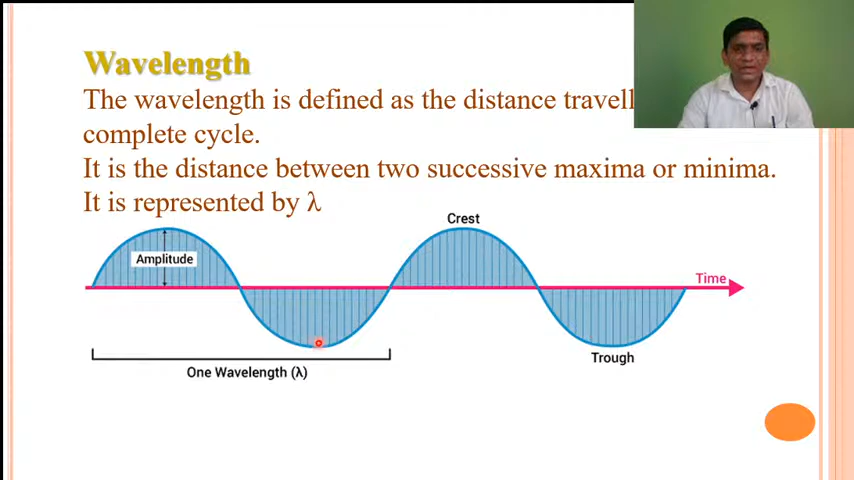 Wavelength
The wavelength is defined as the distance
complete cycle.
It is the distance between two successive maxima or minima.
It is represented by λ
Crest
Amplitude
Time
Trough
One Wavelength (λ)